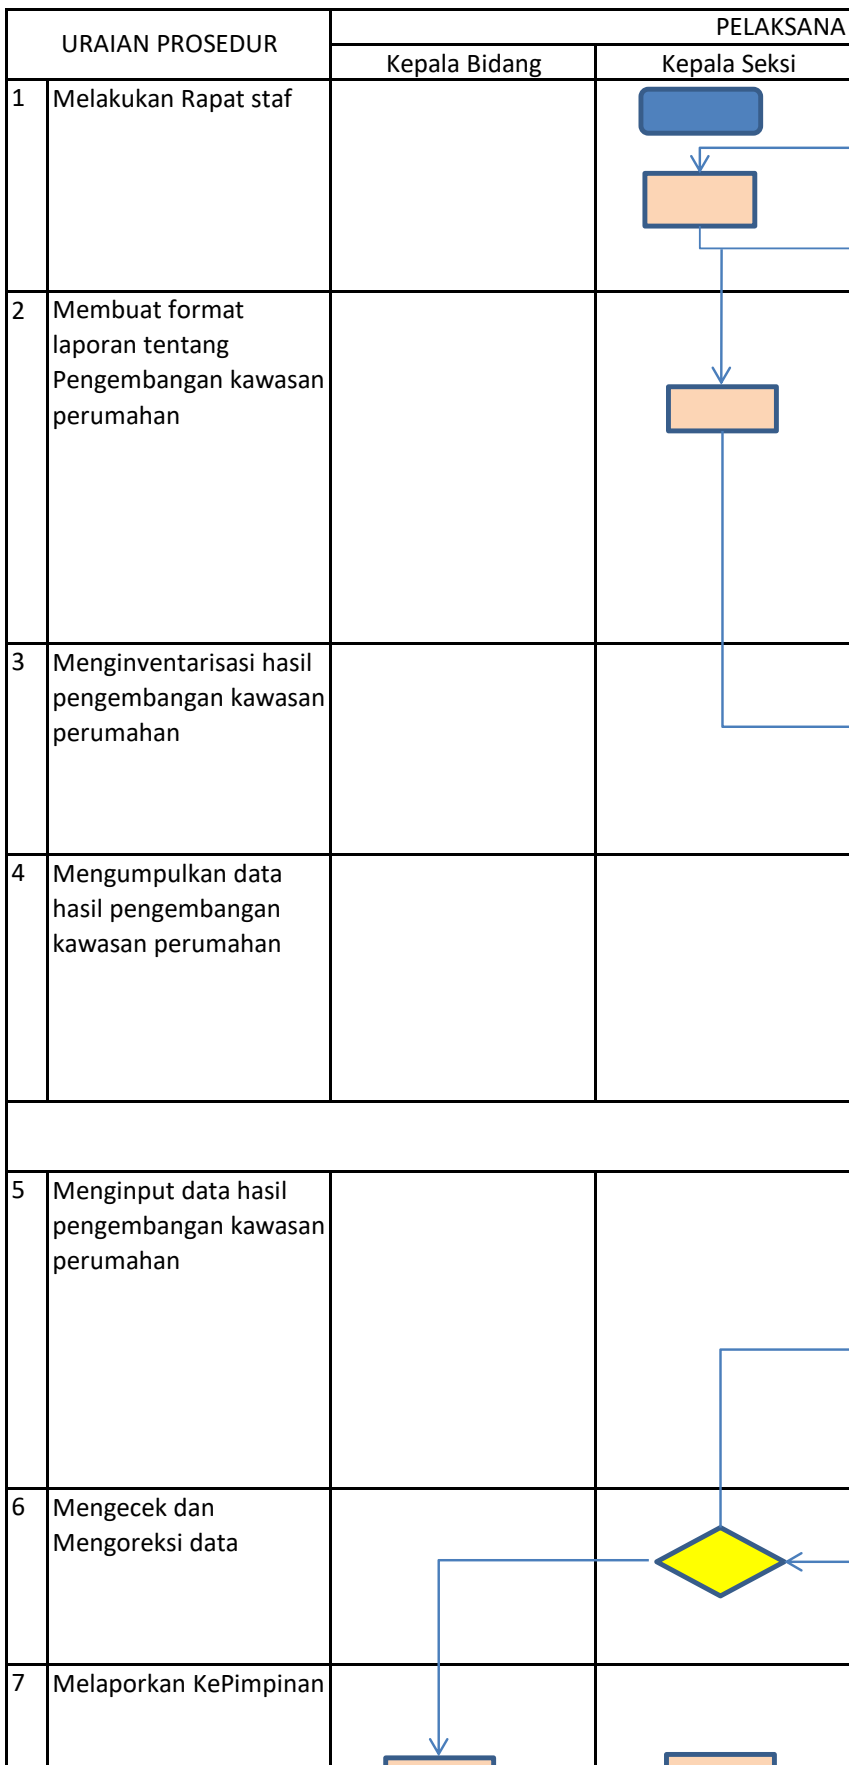 URAIAN PROSEDUR
PELAKSANA
Kepala Bidang
Kepala Seksi
1
Melakukan Rapat staf
2
Membuat format
laporan tentang
Pengembangan kawasan
perumahan
3
Menginventarisasi hasil
pengembangan kawasan
perumahan
4
Mengumpulkan data
hasil pengembangan
kawasan perumahan
5
Menginput data hasil
pengembangan kawasan
perumahan
6
Mengecek dan
Mengoreksi data
7
Melaporkan KePimpinan